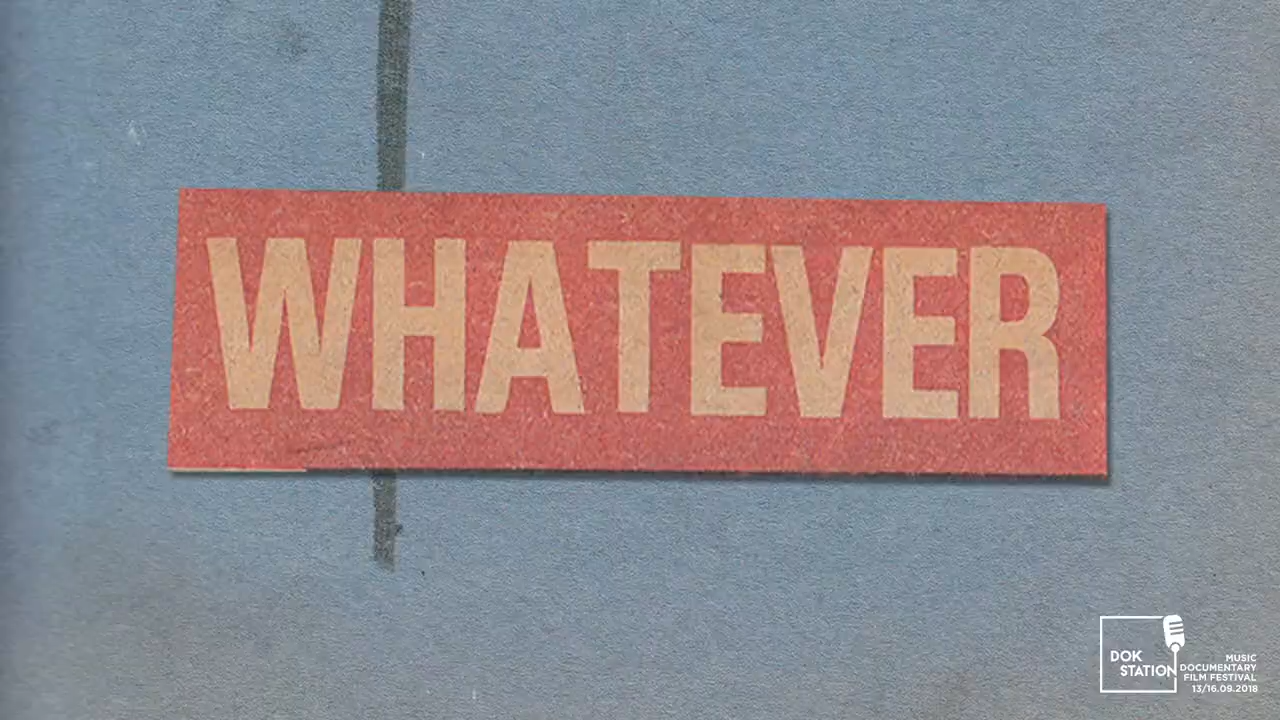 WHATEVER
DOK
STATION
MUSIC
DOCUMENTARY
FILM FESTIVAL
13/16.09.2018